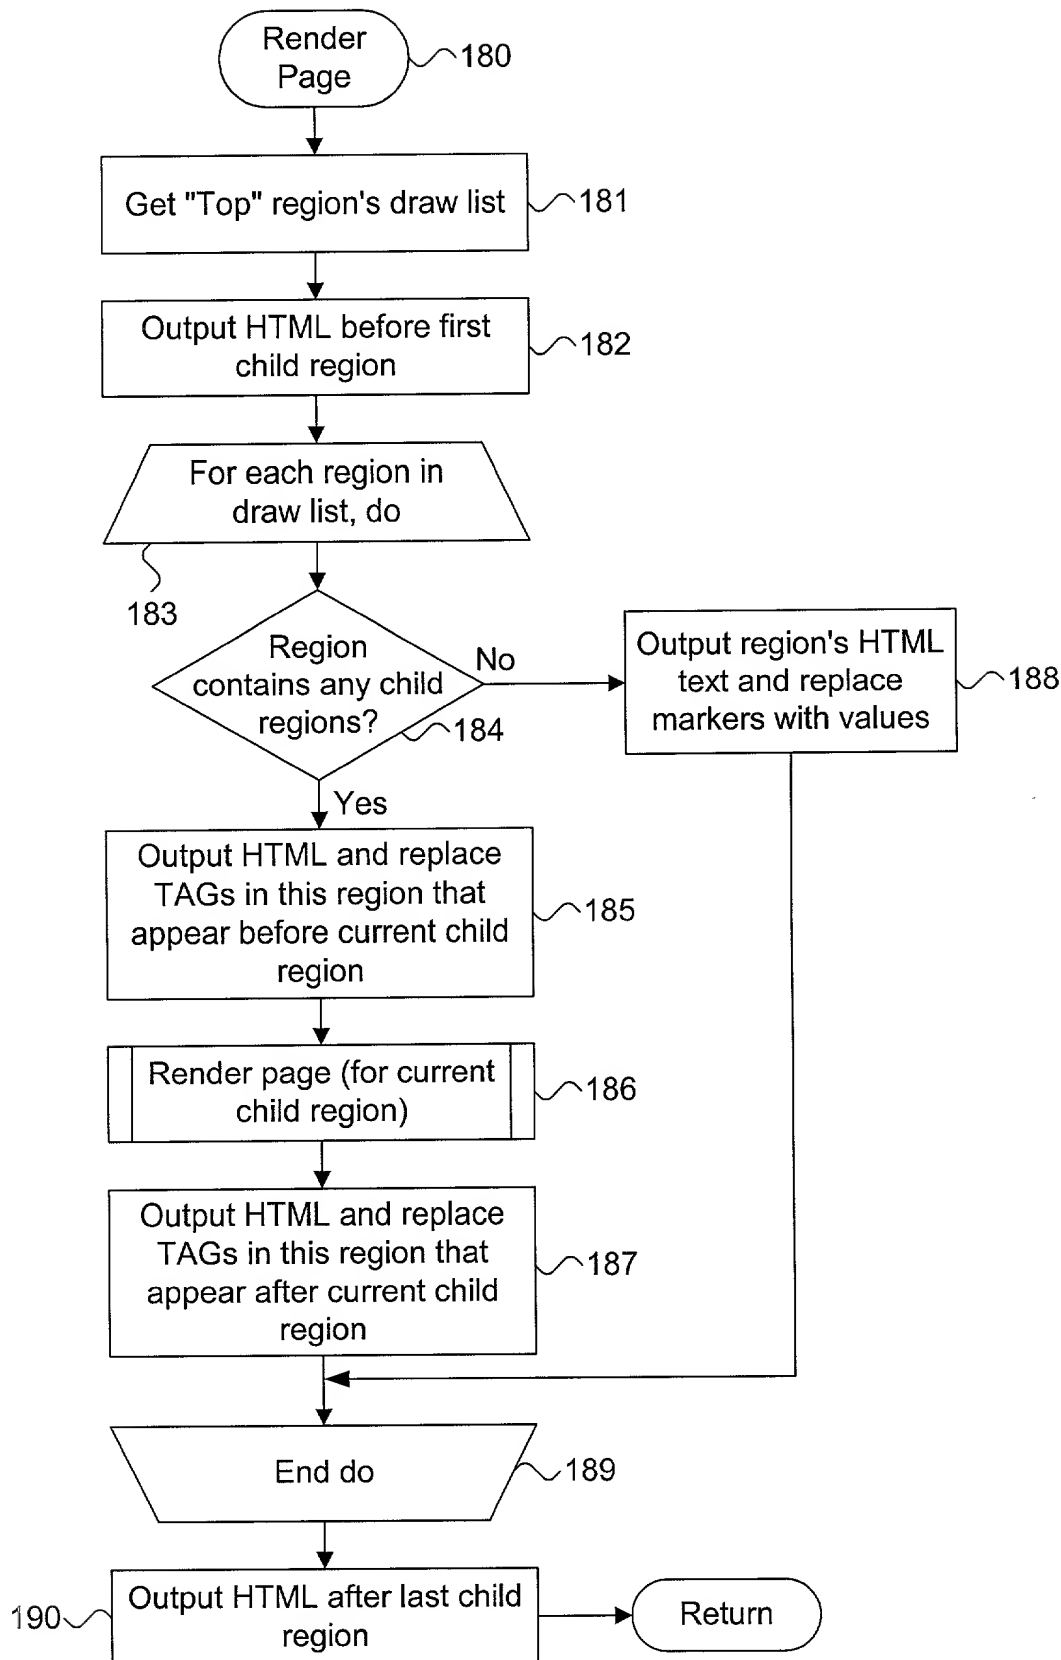 Render
Page
180
Get "Top" region's draw list
181
Output HTML before first
child region
182
For each region in
draw list, do
183
Region
contains any child
regions?
184
No
Output region's HTML
text and replace
markers with values
188
Yes
Output HTML and replace
TAGs in this region that
appear before current child
region
185
Render page (for current
child region)
186
Output HTML and replace
TAGs in this region that
appear after current child
region
187
End do
189
190
Output HTML after last child
region
Return